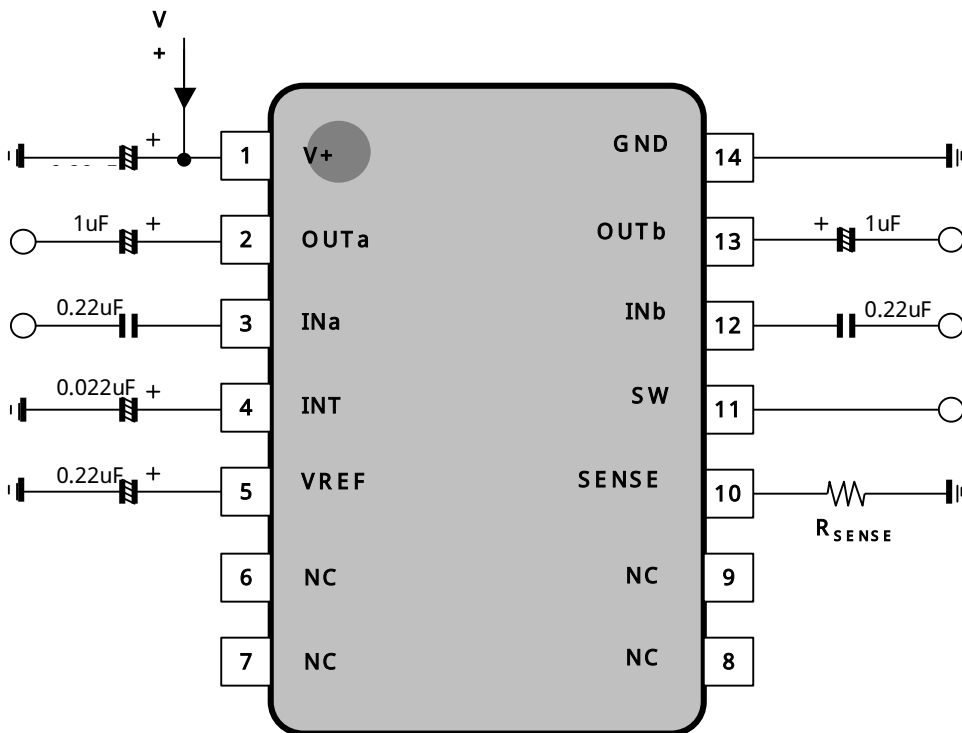 V
+
+
1 V+ GND 14
1uF + 2 OUTa OUTb 13 + 1uF
0.22uF 3 INa INb 12 0.22uF
0.022uF + 4 INT SW 11
0.22uF + 5 VREF SENSE 10
RSENSE
6 NC NC 9
7 NC NC 8